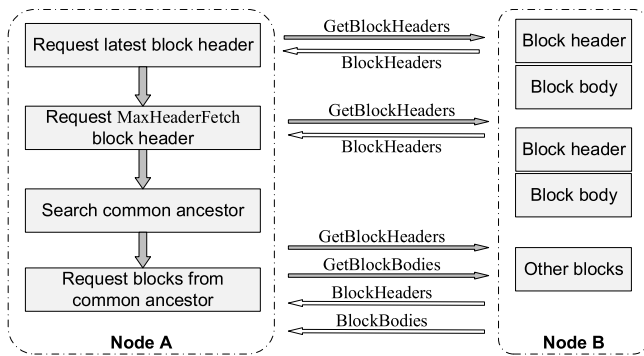 Request latest block header
GetBlockHeaders
BlockHeaders
Block header
Block body
Request MaxHeaderFetch
block header
GetBlockHeaders
BlockHeaders
Block header
Block body
Search common ancestor
GetBlockHeaders
GetBlockBodies
Request blocks from
common ancestor
BlockHeaders
BlockBodies
Other blocks
Node A
Node B